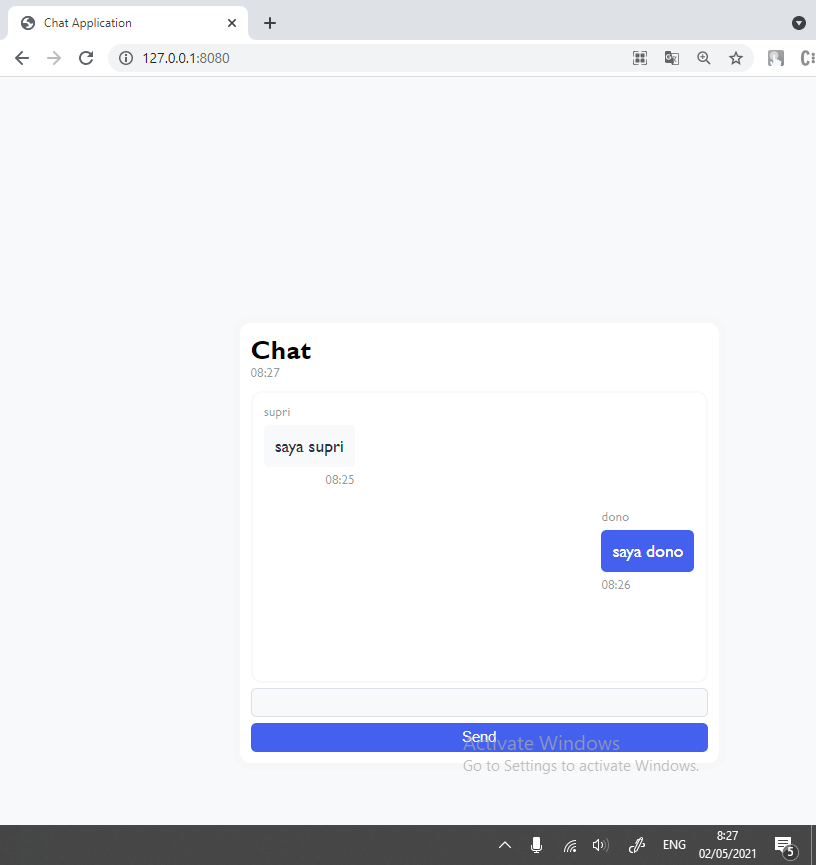 Chat Application
127.0.0.1:8080
Chat
08:27
supri
saya supri
08:25
dono
saya dono
08:26
Send
Activate Windows
Go to Settings to activate Windows.
ENG
8:27
02/05/2021
5